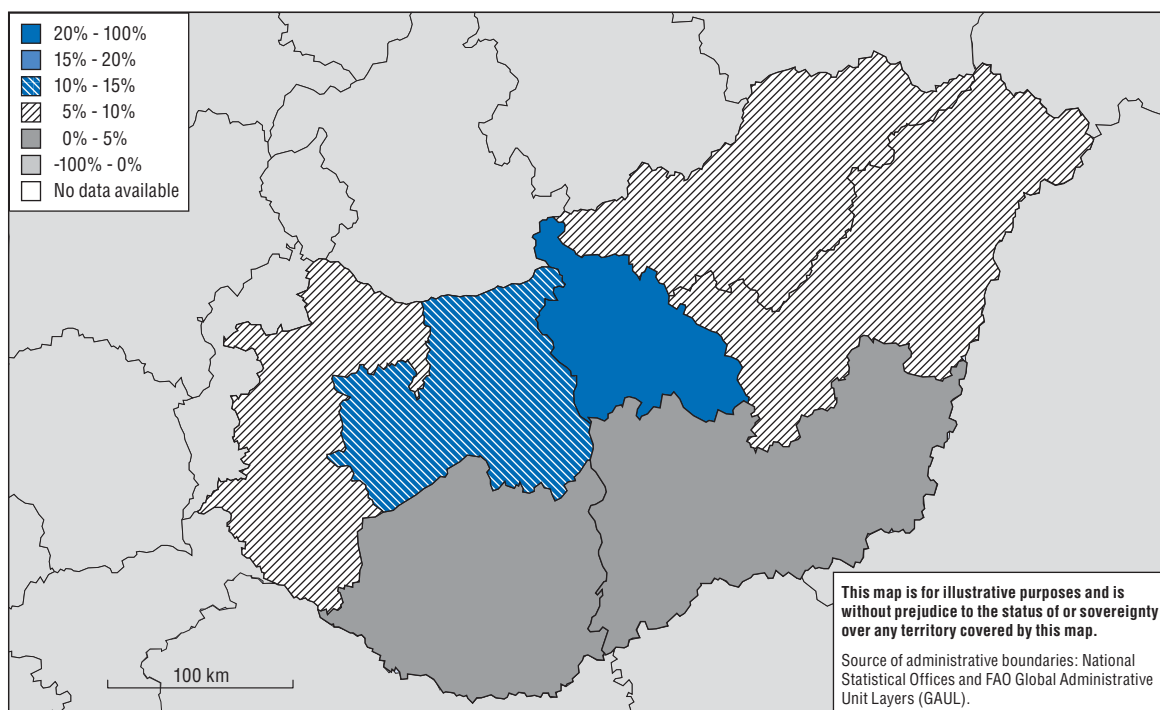 20% - 100%
15% - 20%
10% - 15%
5% - 10%
0% - 5%
-100% - 0%
No data available
100 km
This map is for illustrative purposes and is
without prejudice to the status of or sovereignty
over any territory covered by this map.
Source of administrative boundaries: National
Statistical Offices and FAO Global Administrative
Unit Layers (GAUL).